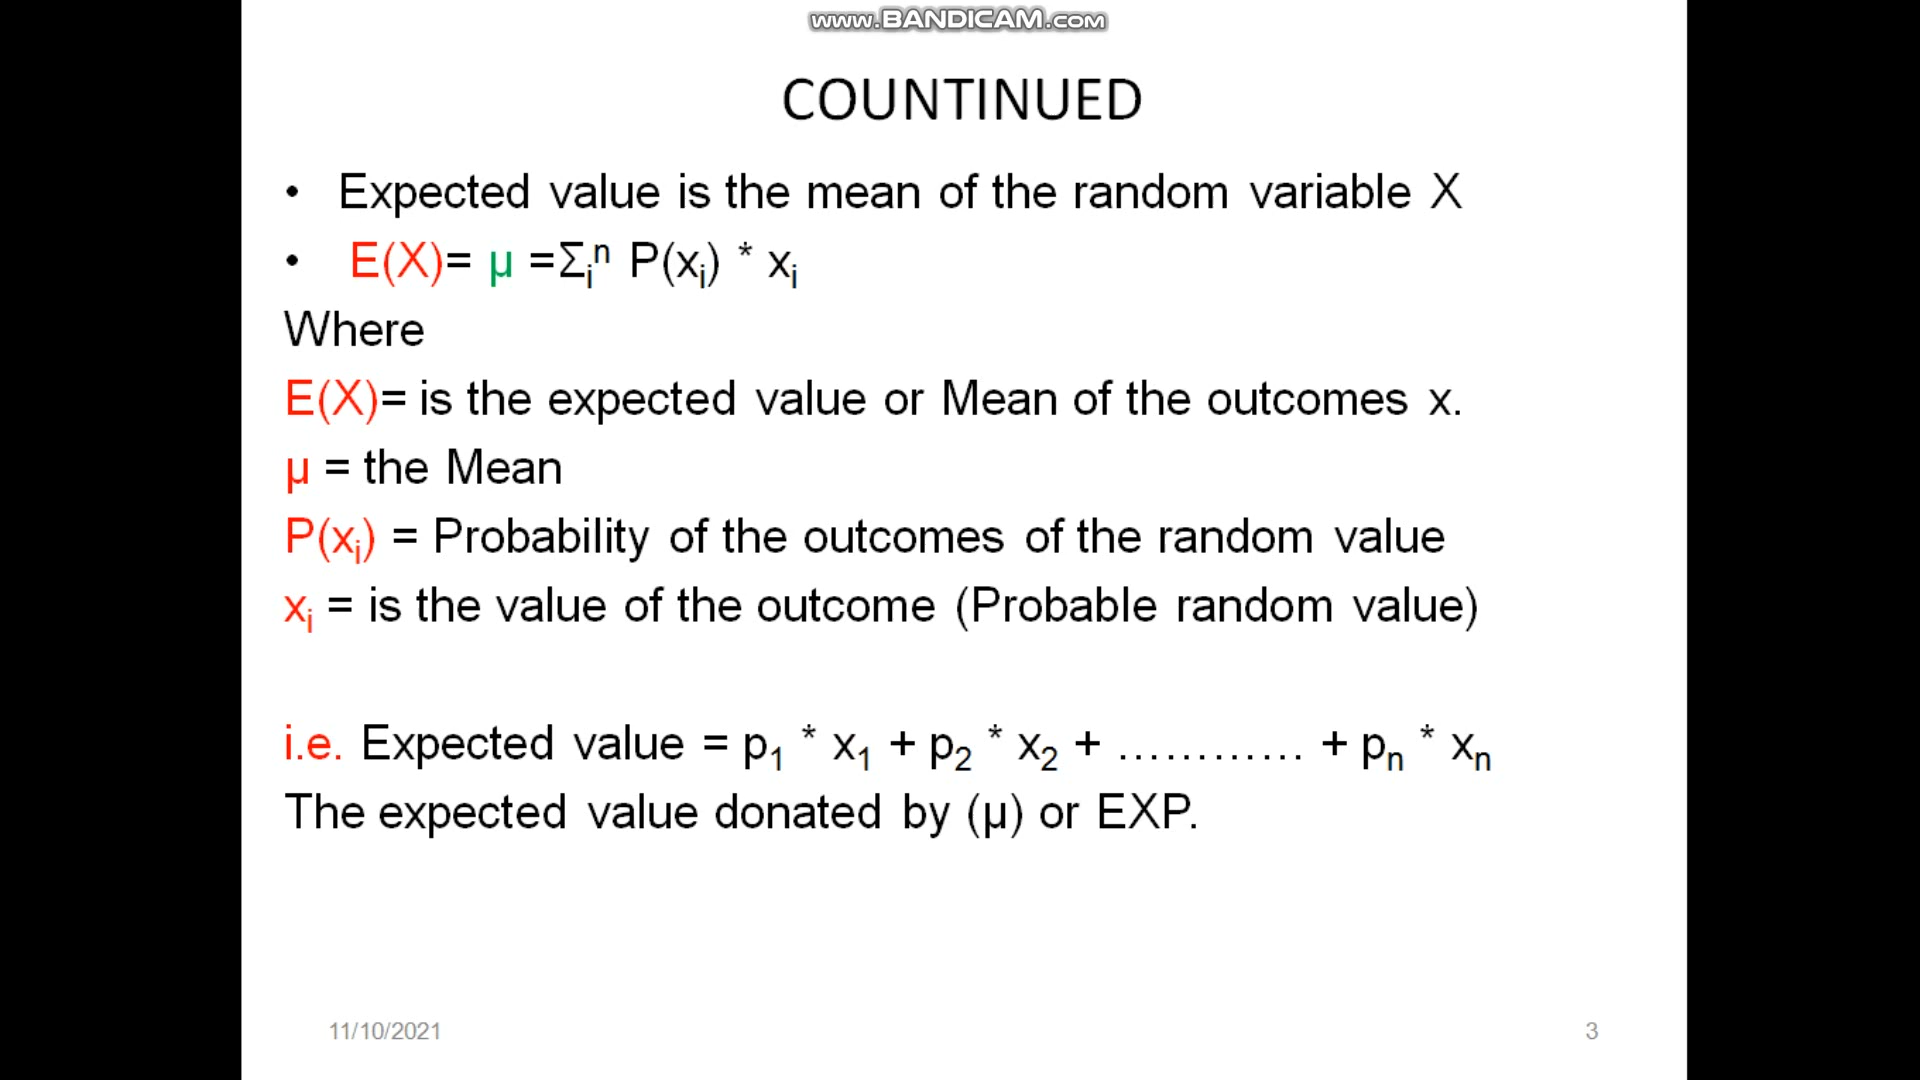 www.BANDICAM.com
COUNTINUED
• Expected value is the mean of the random variable X
• E(X)= μ =Σᵢⁿ P(xᵢ) * xᵢ
Where
E(X)= is the expected value or Mean of the outcomes x.
μ = the Mean
P(xᵢ) = Probability of the outcomes of the random value
xᵢ = is the value of the outcome (Probable random value)
i.e. Expected value = p₁ * x₁ + p₂ * x₂ + ………… + pₙ * xₙ
The expected value donated by (μ) or EXP.
11/10/2021
3